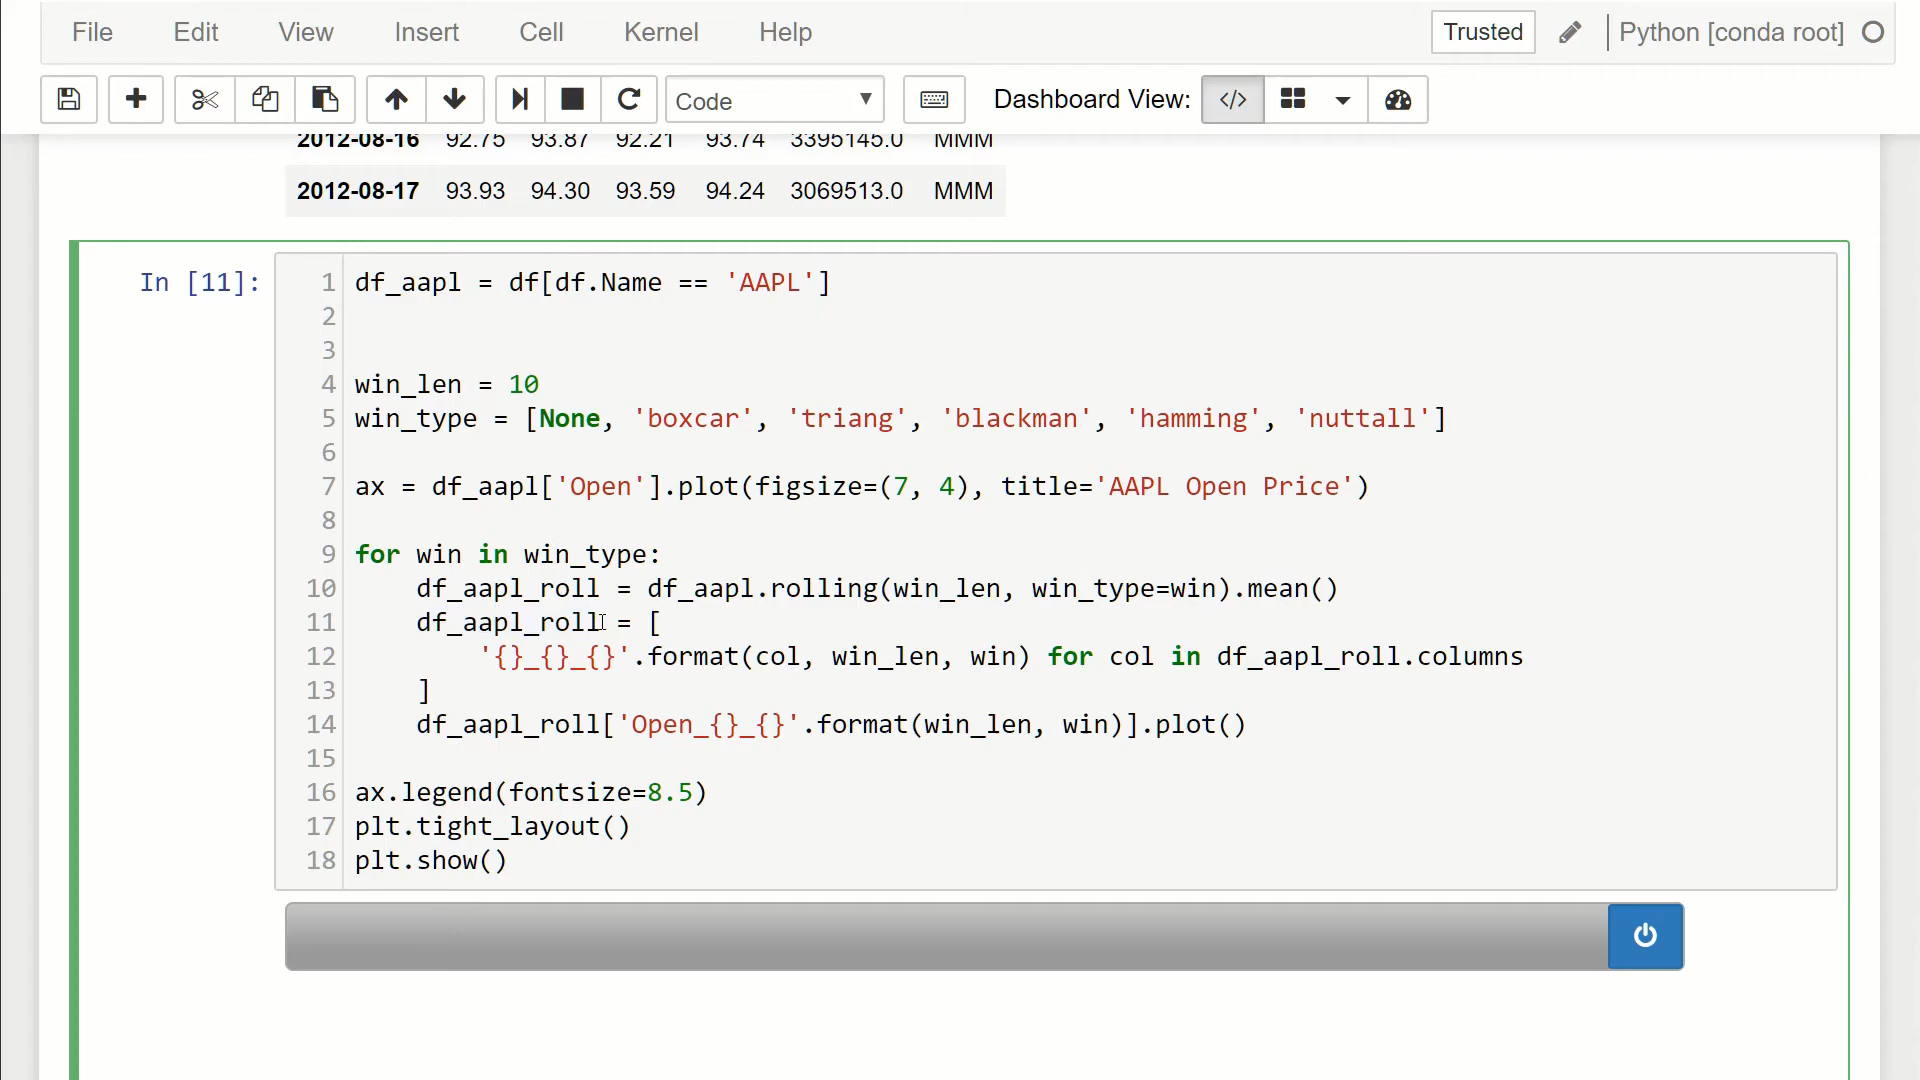 File Edit View Insert Cell Kernel Help Trusted Python [conda root]
Code Dashboard View: </>
2012-08-16 92.75 93.87 92.21 93.74 3395145.0 MMM
2012-08-17 93.93 94.30 93.59 94.24 3069513.0 MMM
In [11]:
1 df_aapl = df[df.Name == 'AAPL']
2
3
4 win_len = 10
5 win_type = [None, 'boxcar', 'triang', 'blackman', 'hamming', 'nuttall']
6
7 ax = df_aapl['Open'].plot(figsize=(7, 4), title='AAPL Open Price')
8
9 for win in win_type:
10     df_aapl_roll = df_aapl.rolling(win_len, win_type=win).mean()
11     df_aapl_roll = [
12         '{}_{}_{}'.format(col, win_len, win) for col in df_aapl_roll.columns
13     ]
14     df_aapl_roll['Open_{}_{}'.format(win_len, win)].plot()
15
16 ax.legend(fontsize=8.5)
17 plt.tight_layout()
18 plt.show()